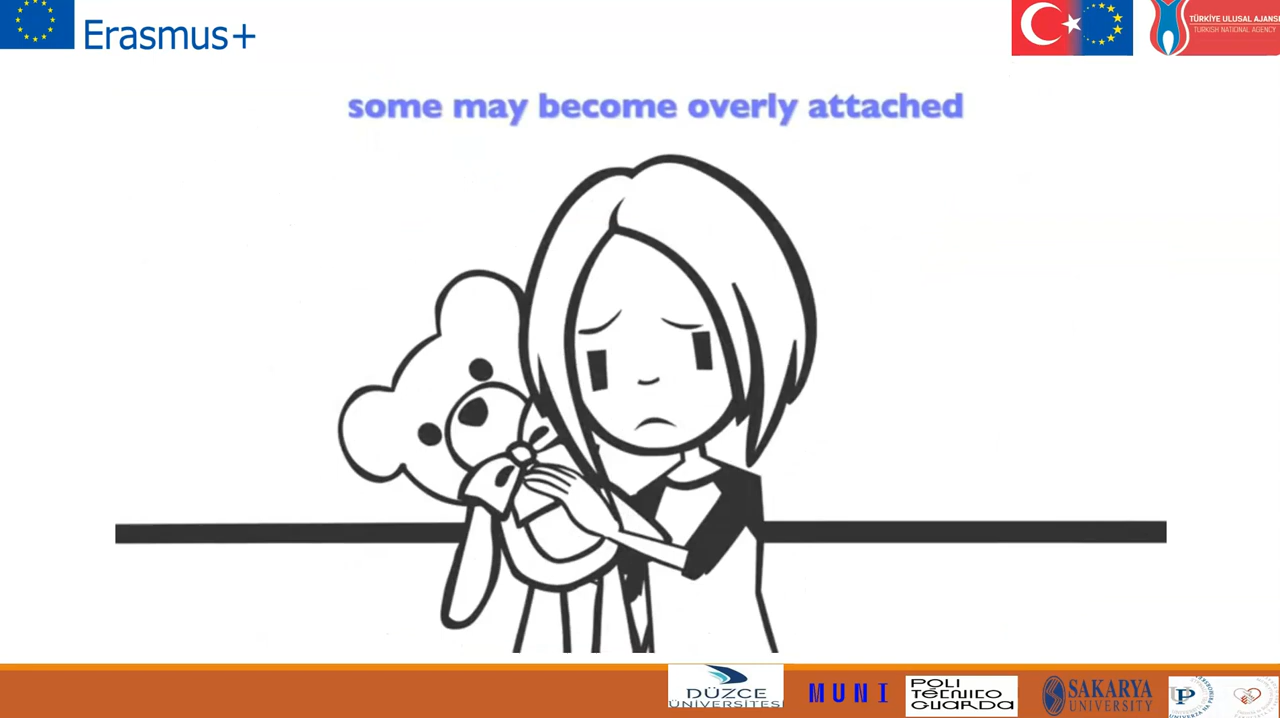 Erasmus+
TÜRKİYE ULUSAL AJANSI
TURKISH NATIONAL AGENCY
some may become overly attached
DÜZCE
ÜNİVERSİTESİ
MUNI
POLI
TÉCNICO
GUARDA
SAKARYA
UNIVERSITY